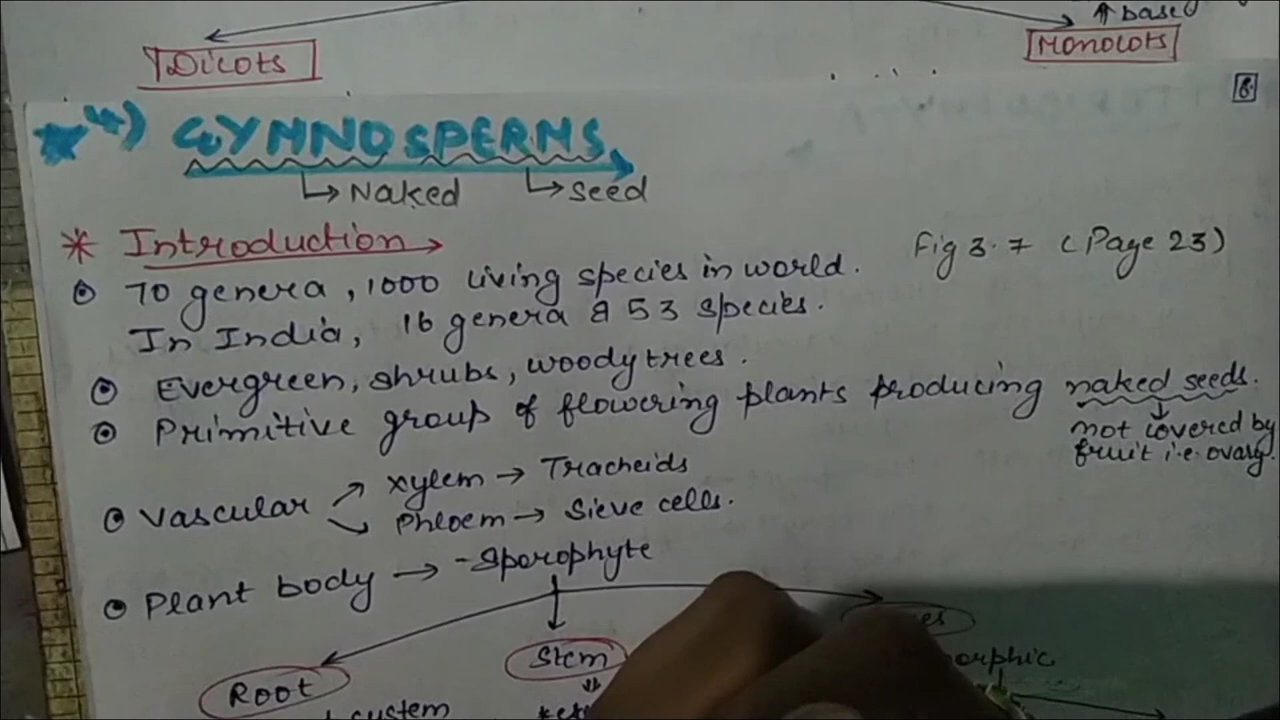 ↑ base
Dicots
Monocots
6.
4) GYMNOSPERMS
↳ Naked ↳ Seed
* Introduction →
Fig 3.7 (Page 23)
70 genera, 1000 living species in world.
In India, 16 genera & 53 species.
Evergreen, shrubs, woody trees.
Primitive group of flowering plants producing naked seeds.
not covered by
fruit i.e. ovary.
Vascular
xylem → Tracheids
Phloem → Sieve cells.
Plant body → - Sporophyte
Root
Stem
system